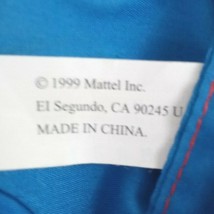 © 1999 Mattel Inc.
El Segundo, CA 90245 U
MADE IN CHINA.